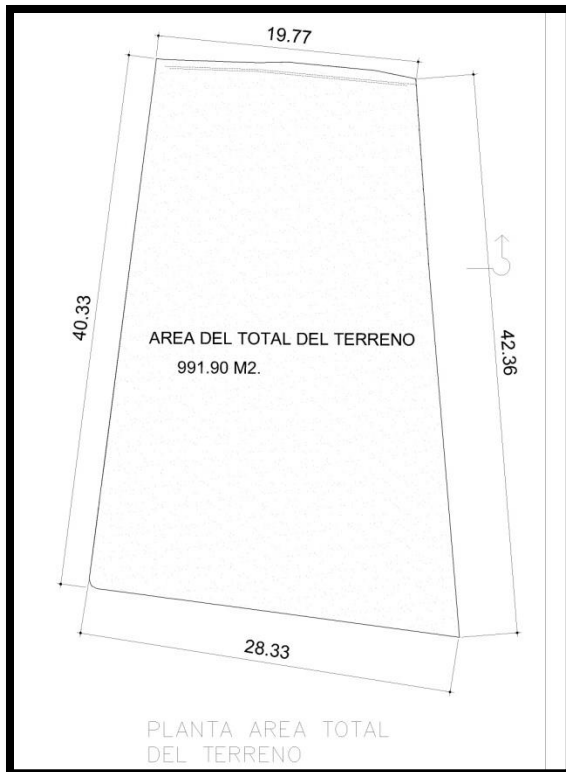 19.77
40.33
AREA DEL TOTAL DEL TERRENO
991.90 M2.
42.36
28.33
PLANTA AREA TOTAL
DEL TERRENO